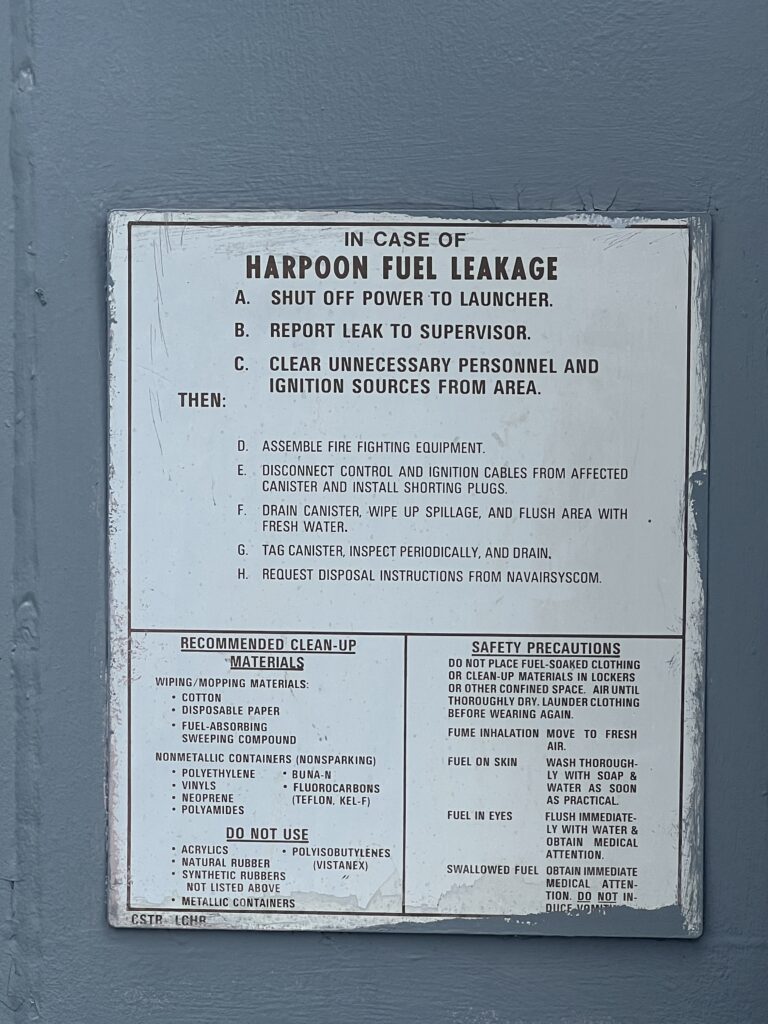 IN CASE OF
HARPOON FUEL LEAKAGE
A. SHUT OFF POWER TO LAUNCHER.
B. REPORT LEAK TO SUPERVISOR.
C. CLEAR UNNECESSARY PERSONNEL AND
IGNITION SOURCES FROM AREA.
THEN:
D. ASSEMBLE FIRE FIGHTING EQUIPMENT.
E. DISCONNECT CONTROL AND IGNITION CABLES FROM AFFECTED
CANISTER AND INSTALL SHORTING PLUGS.
F. DRAIN CANISTER, WIPE UP SPILLAGE, AND FLUSH AREA WITH
FRESH WATER.
G. TAG CANISTER, INSPECT PERIODICALLY, AND DRAIN.
H. REQUEST DISPOSAL INSTRUCTIONS FROM NAVAIRSYSCOM.
RECOMMENDED CLEAN-UP
MATERIALS
WIPING/MOPPING MATERIALS:
• COTTON
• DISPOSABLE PAPER
• FUEL-ABSORBING
SWEEPING COMPOUND
NONMETALLIC CONTAINERS (NONSPARKING)
• POLYETHYLENE
• VINYLS
• NEOPRENE
• POLYAMIDES
• BUNA-N
• FLUOROCARBONS
(TEFLON, KEL-F)
DO NOT USE
• ACRYLICS
• NATURAL RUBBER
• SYNTHETIC RUBBERS
NOT LISTED ABOVE
• METALLIC CONTAINERS
• POLYISOBUTYLENES
(VISTANEX)
CSTR LCHR
SAFETY PRECAUTIONS
DO NOT PLACE FUEL-SOAKED CLOTHING
OR CLEAN-UP MATERIALS IN LOCKERS
OR OTHER CONFINED SPACE. AIR UNTIL
THOROUGHLY DRY. LAUNDER CLOTHING
BEFORE WEARING AGAIN.
FUME INHALATION MOVE TO FRESH
AIR.
FUEL ON SKIN WASH THOROUGH-
LY WITH SOAP &
WATER AS SOON
AS PRACTICAL.
FUEL IN EYES FLUSH IMMEDIATE-
LY WITH WATER &
OBTAIN MEDICAL
ATTENTION.
SWALLOWED FUEL OBTAIN IMMEDIATE
MEDICAL ATTEN-
TION. DO NOT IN-
DUCE